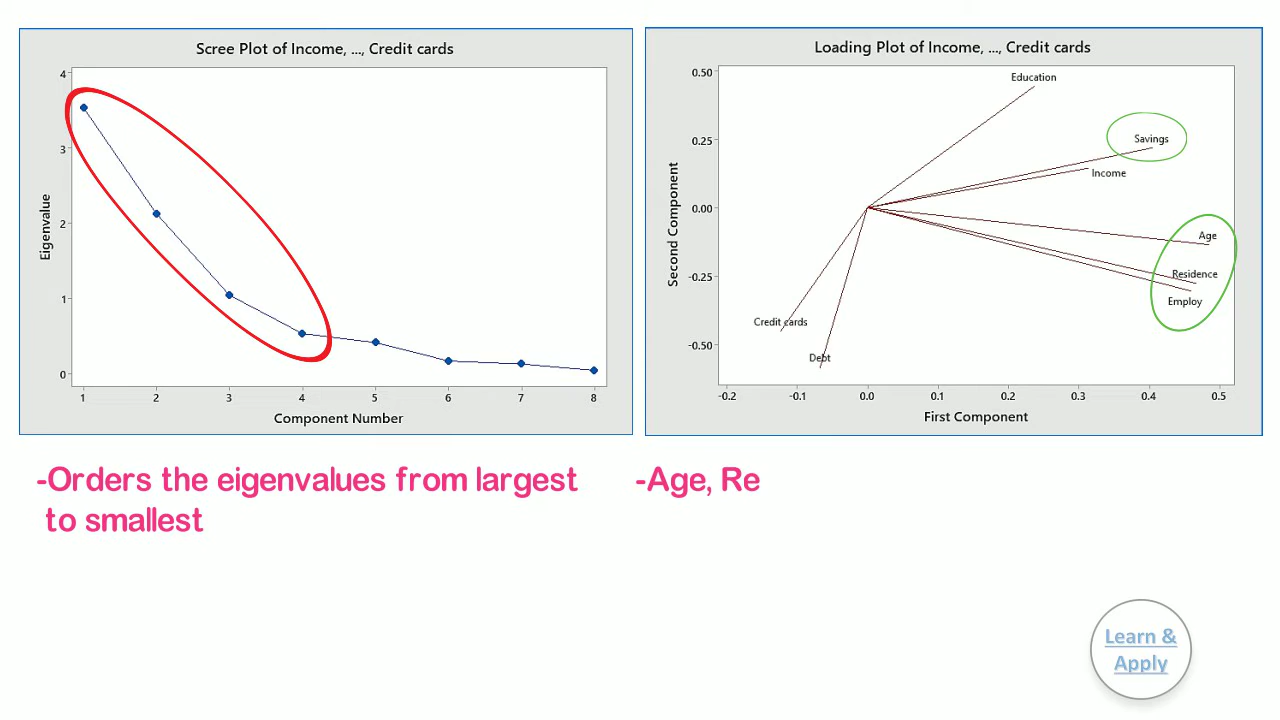 Scree Plot of Income, ..., Credit cards
4
3
2
1
0
Eigenvalue
1 2 3 4 5 6 7 8
Component Number
Loading Plot of Income, ..., Credit cards
0.50
0.25
0.00
-0.25
-0.50
Second Component
Education
Savings
Income
Age
Residence
Employ
Credit cards
Debt
-0.2 -0.1 0.0 0.1 0.2 0.3 0.4 0.5
First Component
-Orders the eigenvalues from largest
to smallest
-Age, Re
Learn &
Apply